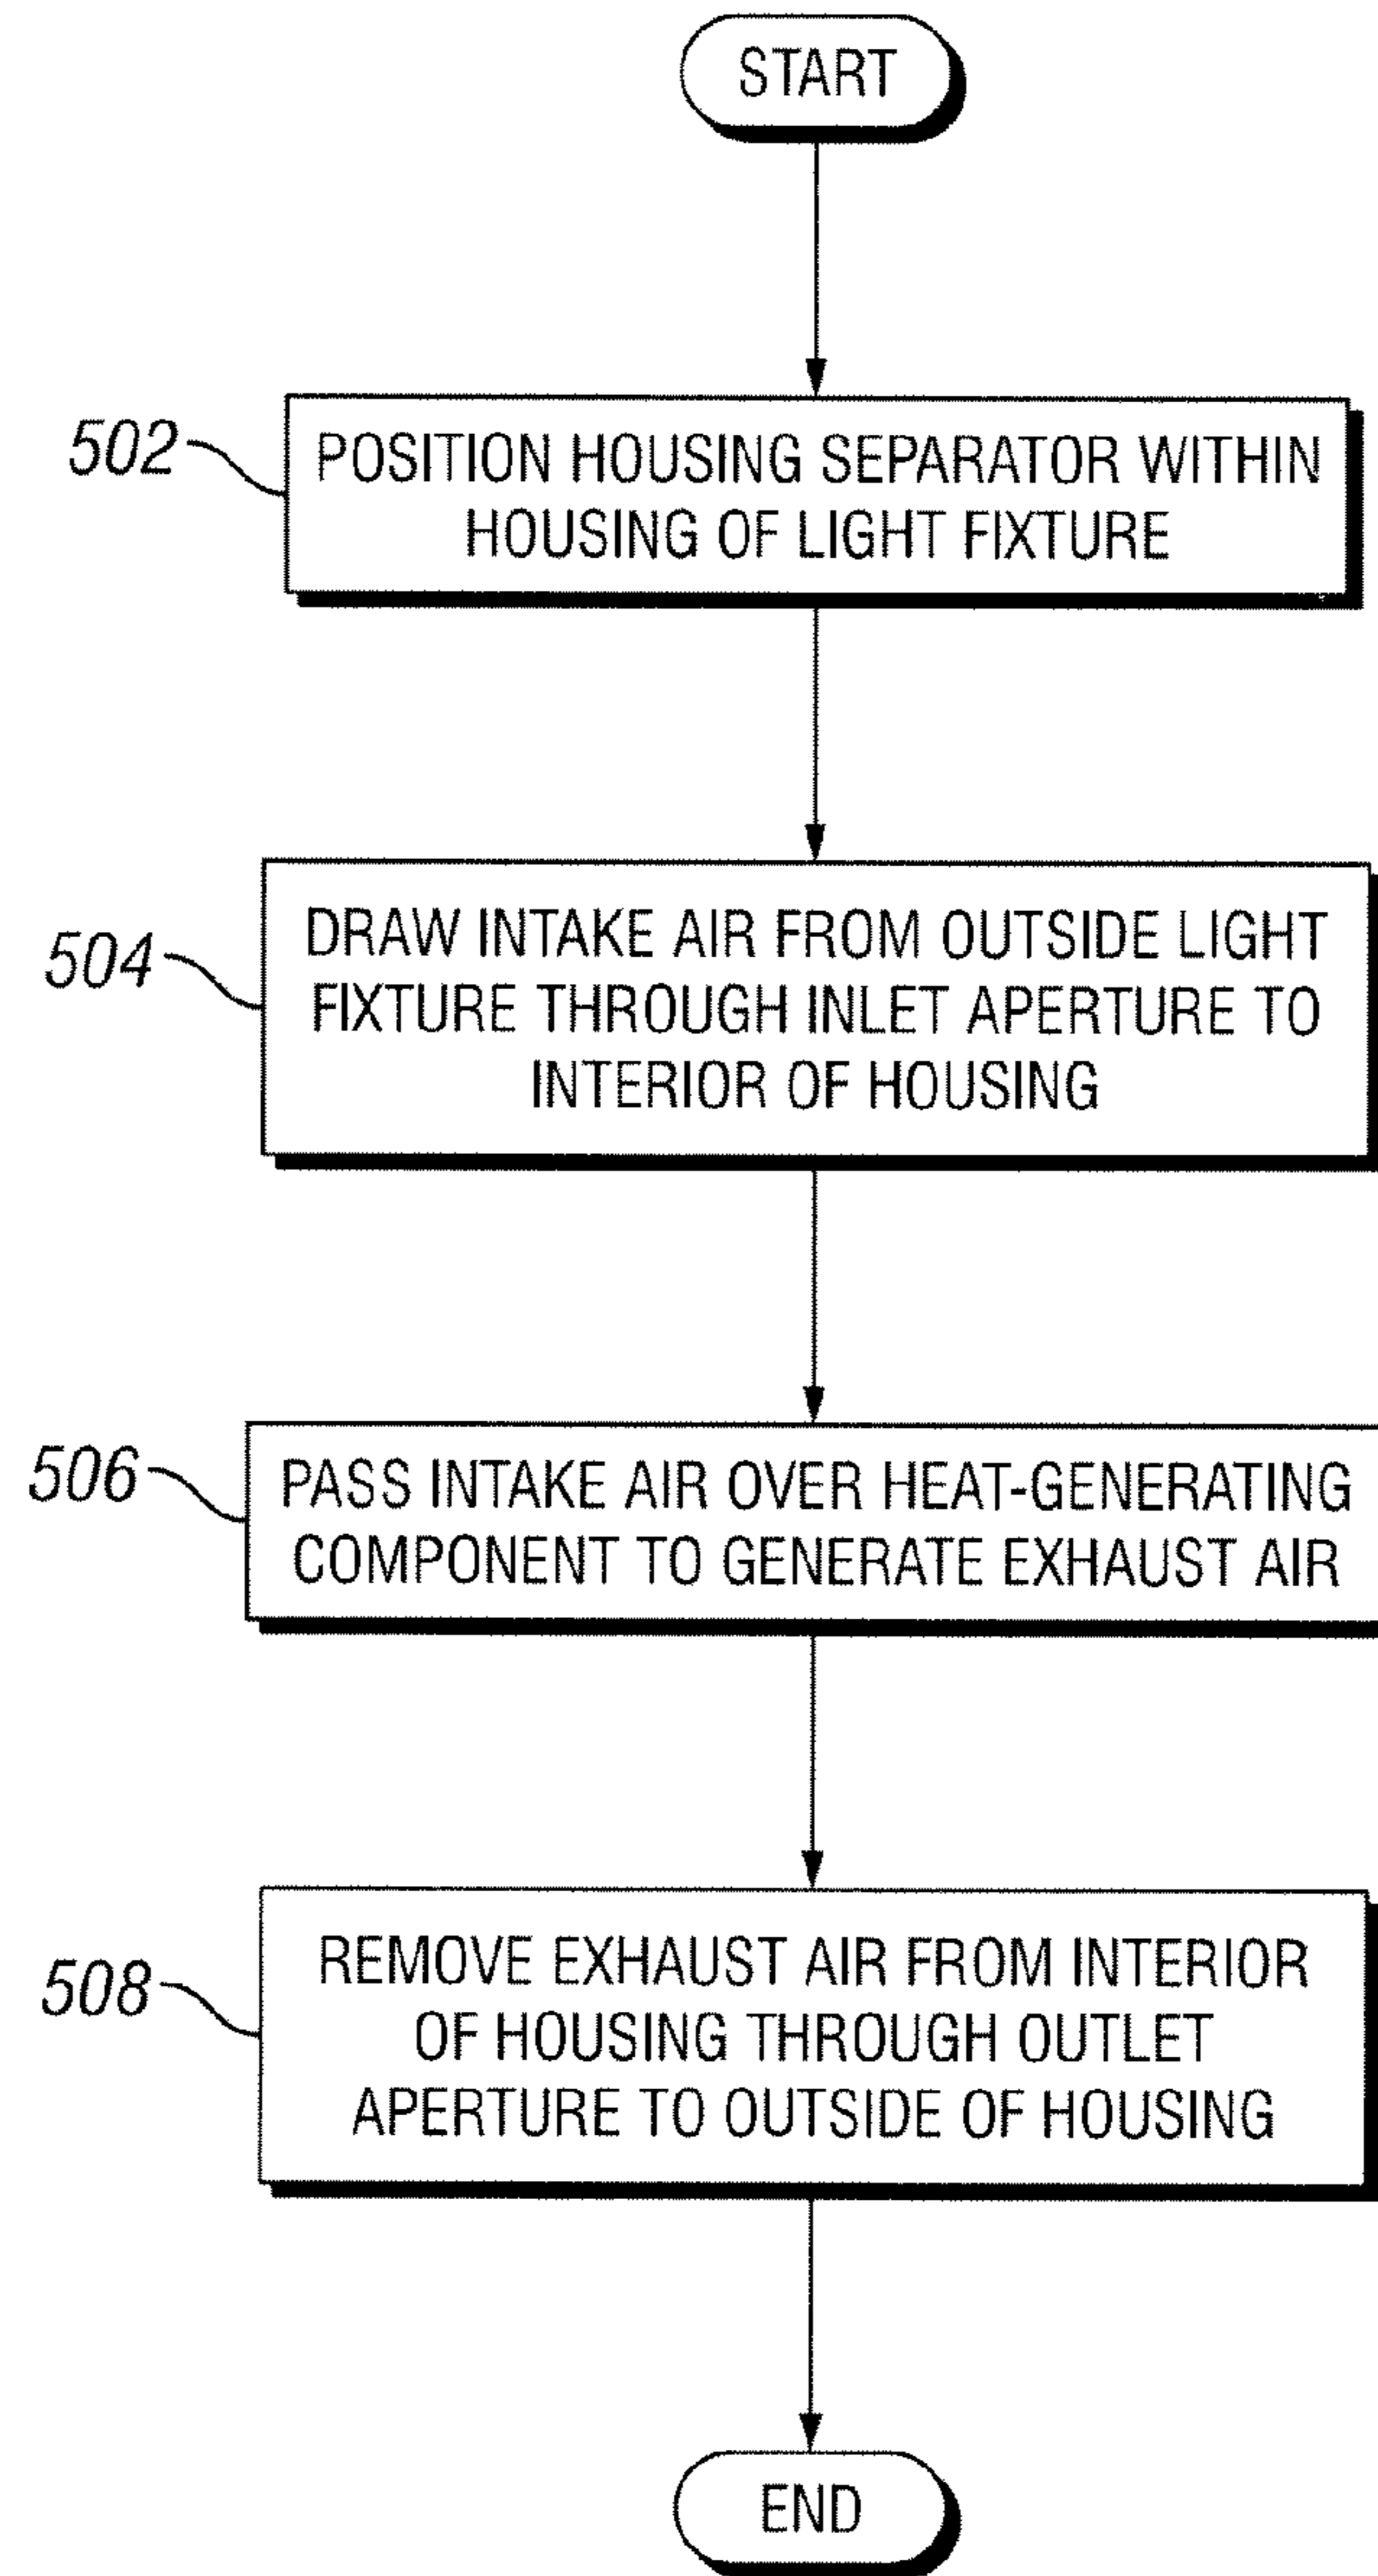 START
502
POSITION HOUSING SEPARATOR WITHIN
HOUSING OF LIGHT FIXTURE
504
DRAW INTAKE AIR FROM OUTSIDE LIGHT
FIXTURE THROUGH INLET APERTURE TO
INTERIOR OF HOUSING
506
PASS INTAKE AIR OVER HEAT-GENERATING
COMPONENT TO GENERATE EXHAUST AIR
508
REMOVE EXHAUST AIR FROM INTERIOR
OF HOUSING THROUGH OUTLET
APERTURE TO OUTSIDE OF HOUSING
END